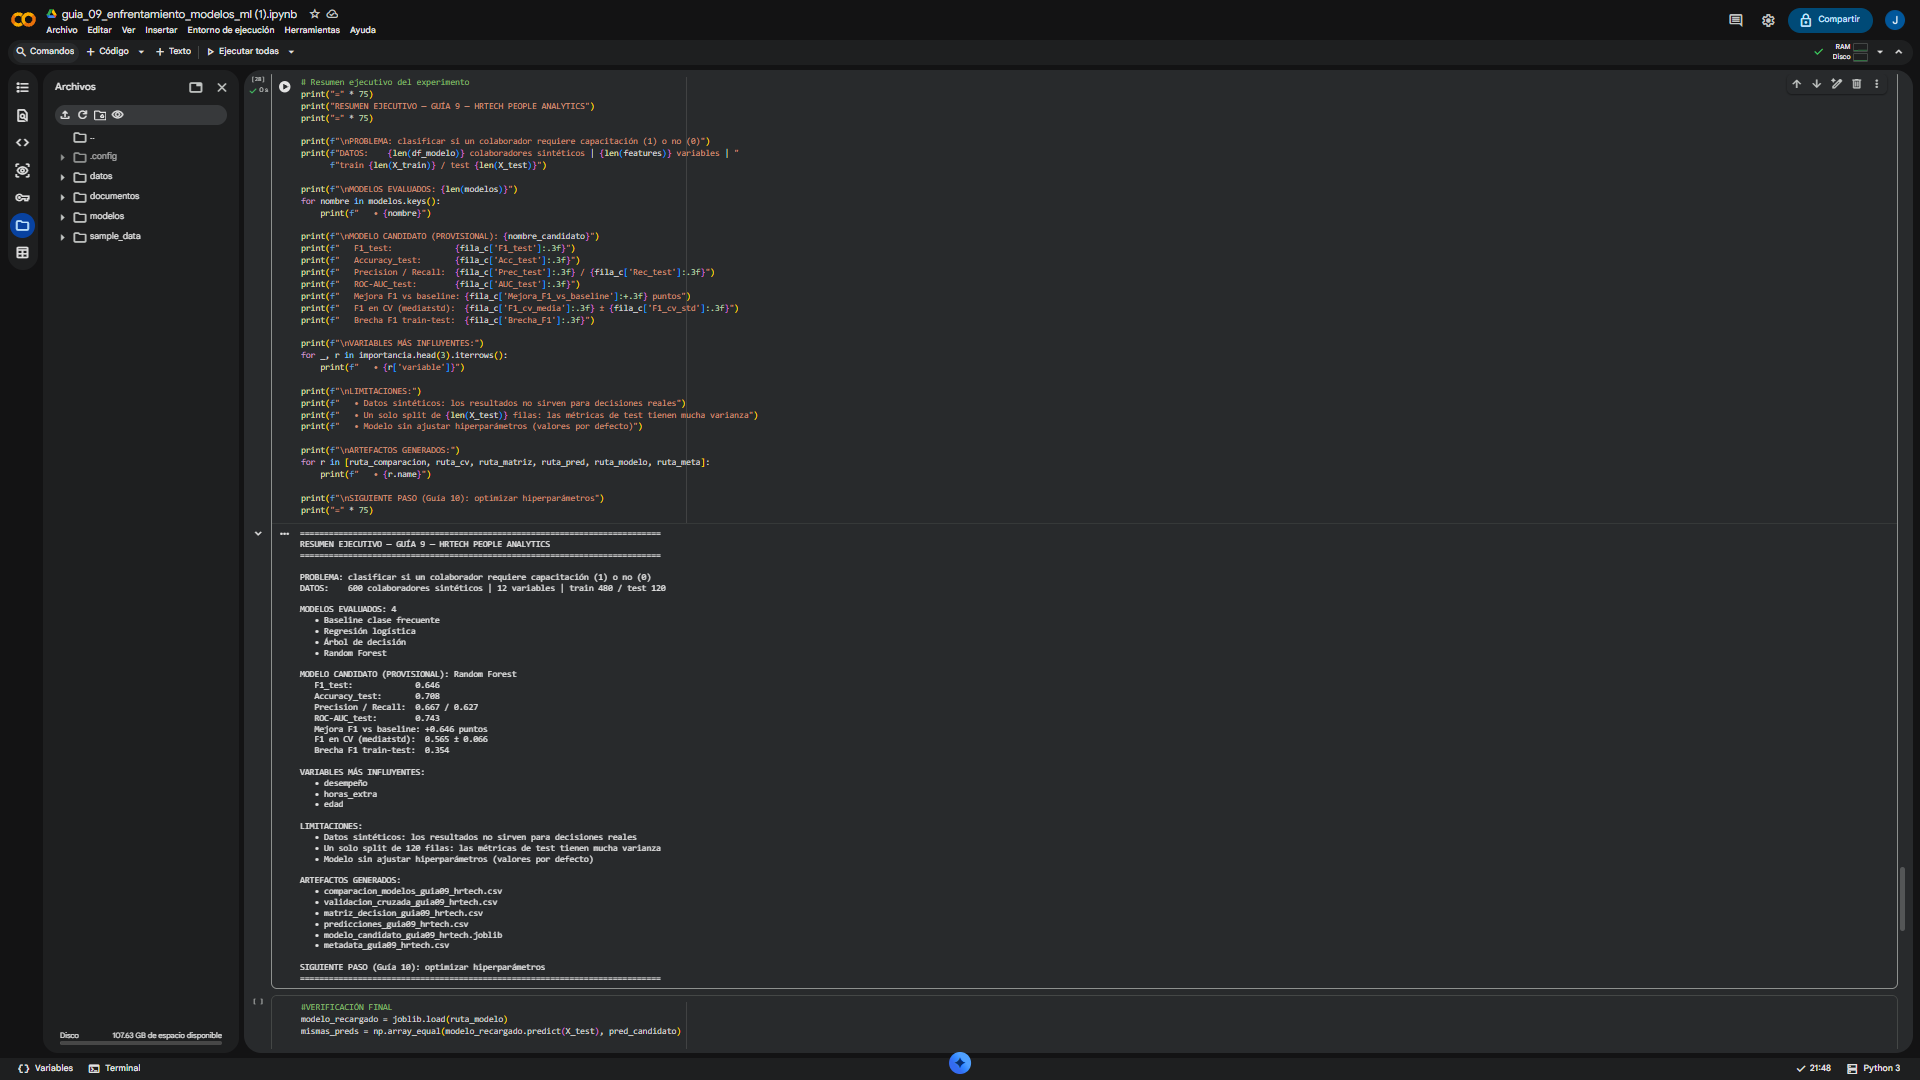 guia_09_enfrentamiento_modelos_ml (1).ipynb
Archivo Editar Ver Insertar Entorno de ejecución Herramientas Ayuda
Compartir
J
Comandos + Código + Texto Ejecutar todas
RAM
Disco
Archivos
..
.config
datos
documentos
modelos
sample_data
Disco 107.63 GB de espacio disponible
[28]
0 s
# Resumen ejecutivo del experimento
print("=" * 75)
print("RESUMEN EJECUTIVO — GUÍA 9 — HRTECH PEOPLE ANALYTICS")
print("=" * 75)
print(f"\nPROBLEMA: clasificar si un colaborador requiere capacitación (1) o no (0)")
print(f"DATOS:    {len(df_modelo)} colaboradores sintéticos | {len(features)} variables | "
      f"train {len(X_train)} / test {len(X_test)}")
print(f"\nMODELOS EVALUADOS: {len(modelos)}")
for nombre in modelos.keys():
    print(f"   • {nombre}")
print(f"\nMODELO CANDIDATO (PROVISIONAL): {nombre_candidato}")
print(f"   F1_test:             {fila_c['F1_test']:.3f}")
print(f"   Accuracy_test:       {fila_c['Acc_test']:.3f}")
print(f"   Precision / Recall:  {fila_c['Prec_test']:.3f} / {fila_c['Rec_test']:.3f}")
print(f"   ROC-AUC_test:        {fila_c['AUC_test']:.3f}")
print(f"   Mejora F1 vs baseline: {fila_c['Mejora_F1_vs_baseline']:+.3f} puntos")
print(f"   F1 en CV (media±std):  {fila_c['F1_cv_media']:.3f} ± {fila_c['F1_cv_std']:.3f}")
print(f"   Brecha F1 train-test:  {fila_c['Brecha_F1']:.3f}")
print(f"\nVARIABLES MÁS INFLUYENTES:")
for _, r in importancia.head(3).iterrows():
    print(f"   • {r['variable']}")
print(f"\nLIMITACIONES:")
print(f"   • Datos sintéticos: los resultados no sirven para decisiones reales")
print(f"   • Un solo split de {len(X_test)} filas: las métricas de test tienen mucha varianza")
print(f"   • Modelo sin ajustar hiperparámetros (valores por defecto)")
print(f"\nARTEFACTOS GENERADOS:")
for r in [ruta_comparacion, ruta_cv, ruta_matriz, ruta_pred, ruta_modelo, ruta_meta]:
    print(f"   • {r.name}")
print(f"\nSIGUIENTE PASO (Guía 10): optimizar hiperparámetros")
print("=" * 75)
===========================================================================
RESUMEN EJECUTIVO — GUÍA 9 — HRTECH PEOPLE ANALYTICS
===========================================================================
PROBLEMA: clasificar si un colaborador requiere capacitación (1) o no (0)
DATOS:    600 colaboradores sintéticos | 12 variables | train 480 / test 120
MODELOS EVALUADOS: 4
   • Baseline clase frecuente
   • Regresión logística
   • Árbol de decisión
   • Random Forest
MODELO CANDIDATO (PROVISIONAL): Random Forest
   F1_test:             0.646
   Accuracy_test:       0.708
   Precision / Recall:  0.667 / 0.627
   ROC-AUC_test:        0.743
   Mejora F1 vs baseline: +0.646 puntos
   F1 en CV (media±std):  0.565 ± 0.066
   Brecha F1 train-test:  0.354
VARIABLES MÁS INFLUYENTES:
   • desempeño
   • horas_extra
   • edad
LIMITACIONES:
   • Datos sintéticos: los resultados no sirven para decisiones reales
   • Un solo split de 120 filas: las métricas de test tienen mucha varianza
   • Modelo sin ajustar hiperparámetros (valores por defecto)
ARTEFACTOS GENERADOS:
   • comparacion_modelos_guia09_hrtech.csv
   • validacion_cruzada_guia09_hrtech.csv
   • matriz_decision_guia09_hrtech.csv
   • predicciones_guia09_hrtech.csv
   • modelo_candidato_guia09_hrtech.joblib
   • metadata_guia09_hrtech.csv
SIGUIENTE PASO (Guía 10): optimizar hiperparámetros
===========================================================================
[ ]
#VERIFICACIÓN FINAL
modelo_recargado = joblib.load(ruta_modelo)
mismas_preds = np.array_equal(modelo_recargado.predict(X_test), pred_candidato)
{} Variables Terminal
21:48 Python 3